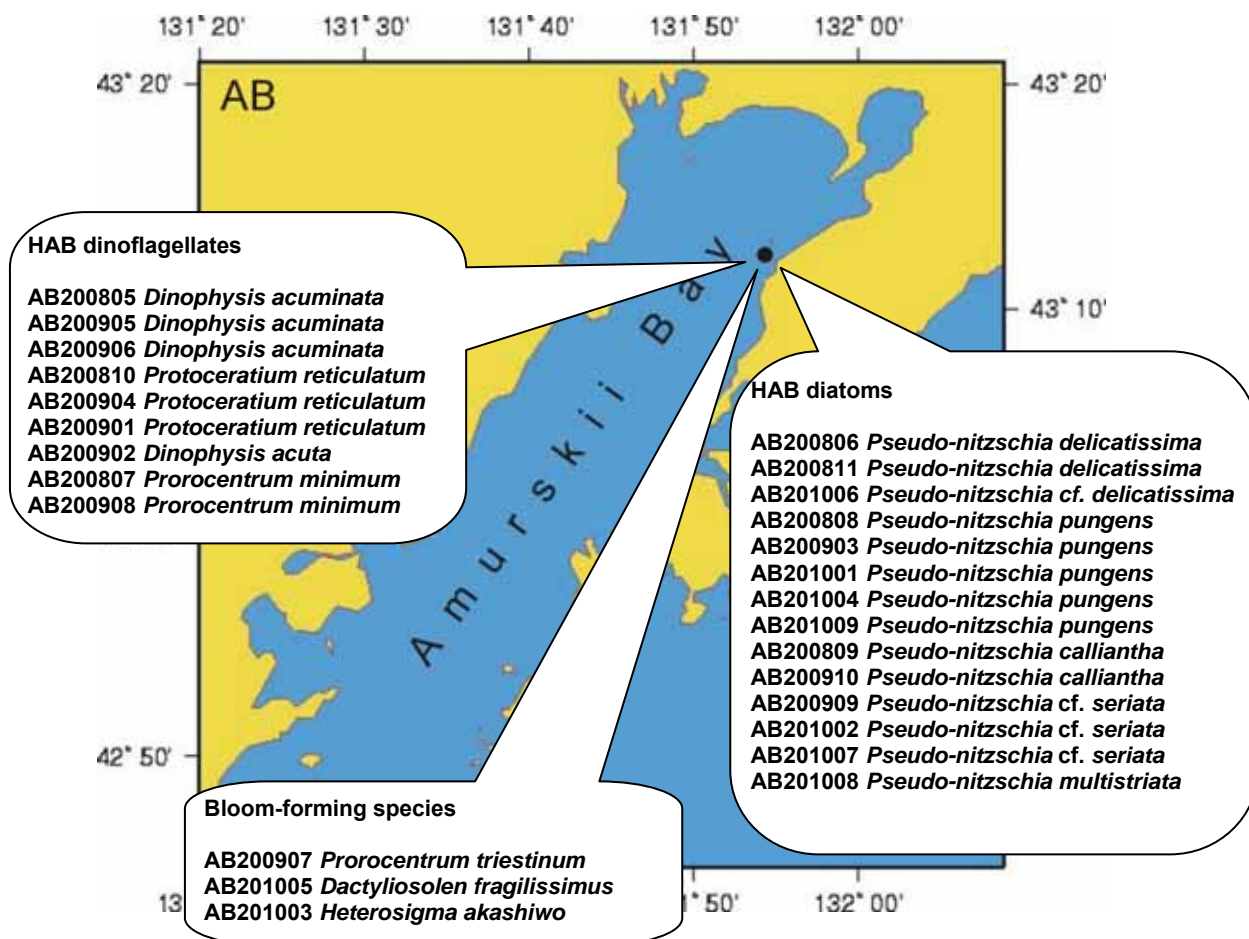 131° 20' 131° 30' 131° 40' 131° 50' 132° 00'
43° 20' 43° 20'
AB
HAB dinoflagellates
AB200805 Dinophysis acuminata
AB200905 Dinophysis acuminata
AB200906 Dinophysis acuminata
AB200810 Protoceratium reticulatum
AB200904 Protoceratium reticulatum
AB200901 Protoceratium reticulatum
AB200902 Dinophysis acuta
AB200807 Prorocentrum minimum
AB200908 Prorocentrum minimum
Amurskii Bay
43° 10'
HAB diatoms
AB200806 Pseudo-nitzschia delicatissima
AB200811 Pseudo-nitzschia delicatissima
AB201006 Pseudo-nitzschia cf. delicatissima
AB200808 Pseudo-nitzschia pungens
AB200903 Pseudo-nitzschia pungens
AB201001 Pseudo-nitzschia pungens
AB201004 Pseudo-nitzschia pungens
AB201009 Pseudo-nitzschia pungens
AB200809 Pseudo-nitzschia calliantha
AB200910 Pseudo-nitzschia calliantha
AB200909 Pseudo-nitzschia cf. seriata
AB201002 Pseudo-nitzschia cf. seriata
AB201007 Pseudo-nitzschia cf. seriata
AB201008 Pseudo-nitzschia multistriata
42° 50'
Bloom-forming species
AB200907 Prorocentrum triestinum
AB201005 Dactyliosolen fragilissimus
AB201003 Heterosigma akashiwo
50' 132° 00'